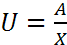 U = A/X